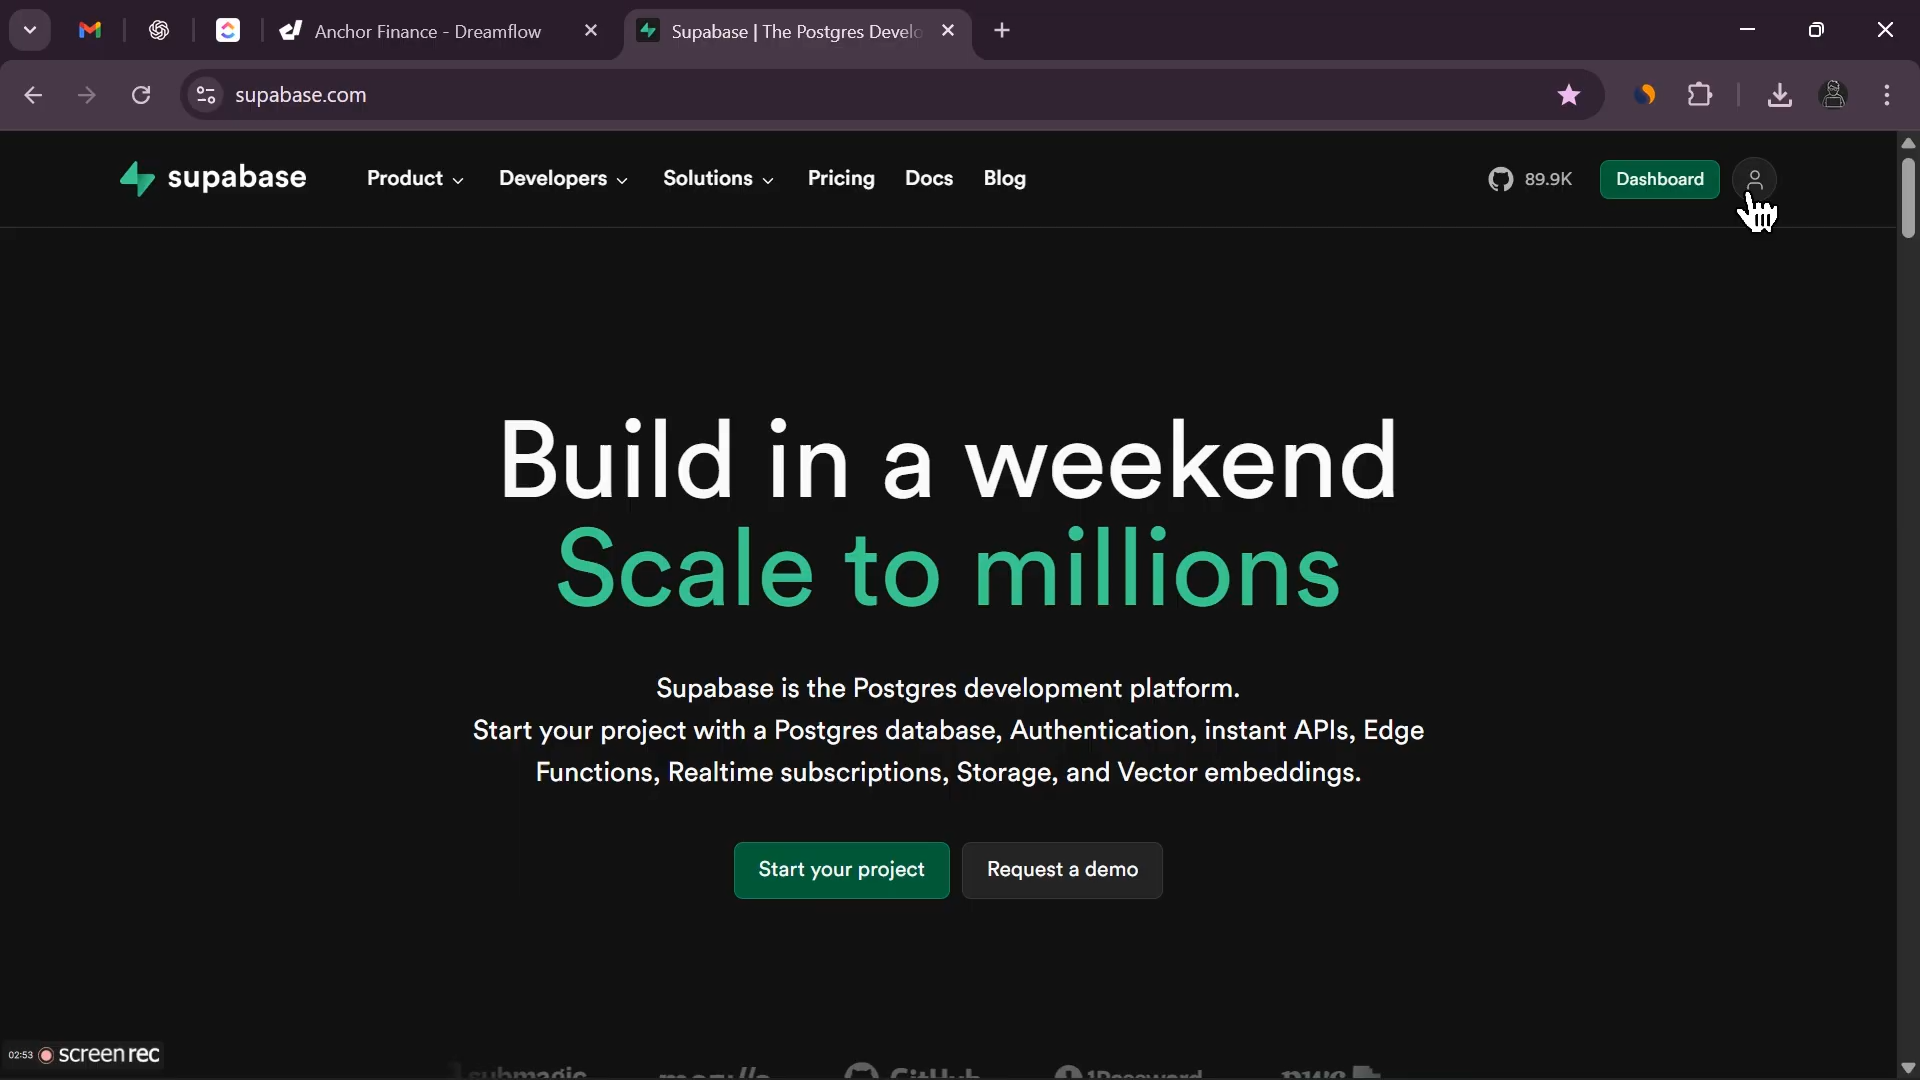 Anchor Finance - Dreamflow
Supabase | The Postgres Develo
supabase.com
supabase
Product
Developers
Solutions
Pricing
Docs
Blog
89.9K
Dashboard
Build in a weekend
Scale to millions
Supabase is the Postgres development platform.
Start your project with a Postgres database, Authentication, instant APIs, Edge
Functions, Realtime subscriptions, Storage, and Vector embeddings.
Start your project
Request a demo
02:53 screenrec
submagic
GitHub
1Password